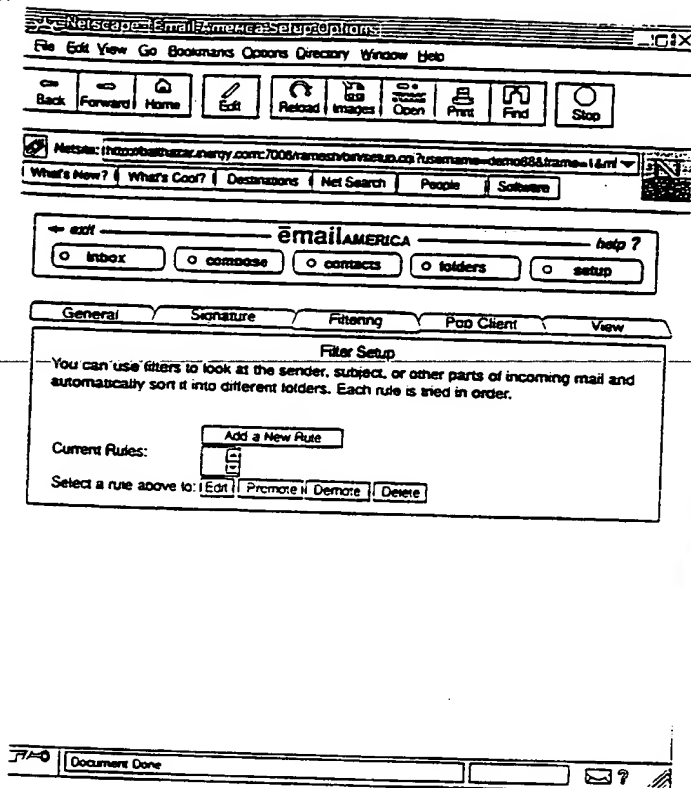 Netscape - [Email America Setup Options]
File Edit View Go Bookmarks Options Directory Window Help
Back Forward Home Edit Reload Images Open Print Find Stop
What's New? What's Cool? Destinations Net Search People Software
exit ēmailAMERICA help ?
inbox compose contacts folders setup
General Signature Filtering Pop Client View
Filter Setup
You can use filters to look at the sender, subject, or other parts of incoming mail and
automatically sort it into different folders. Each rule is tried in order.
Add a New Rule
Current Rules:
Select a rule above to: Edit Promote Demote Delete
Document Done
?